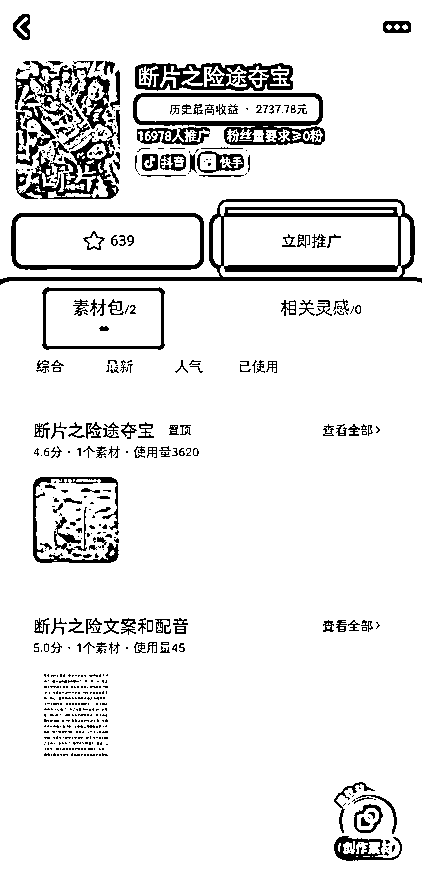 断片之险途夺宝
历史最高收益 · 2737.78元
16978人推广 粉丝量要求≥0粉
抖音 快手
断片
639 立即推广
素材包/2 相关灵感/0
综合 最新 人气 已使用
断片之险途夺宝 置顶 查看全部>
4.6分 · 1个素材 · 使用量3620
断片之险文案和配音 查看全部>
5.0分 · 1个素材 · 使用量45
创作素材